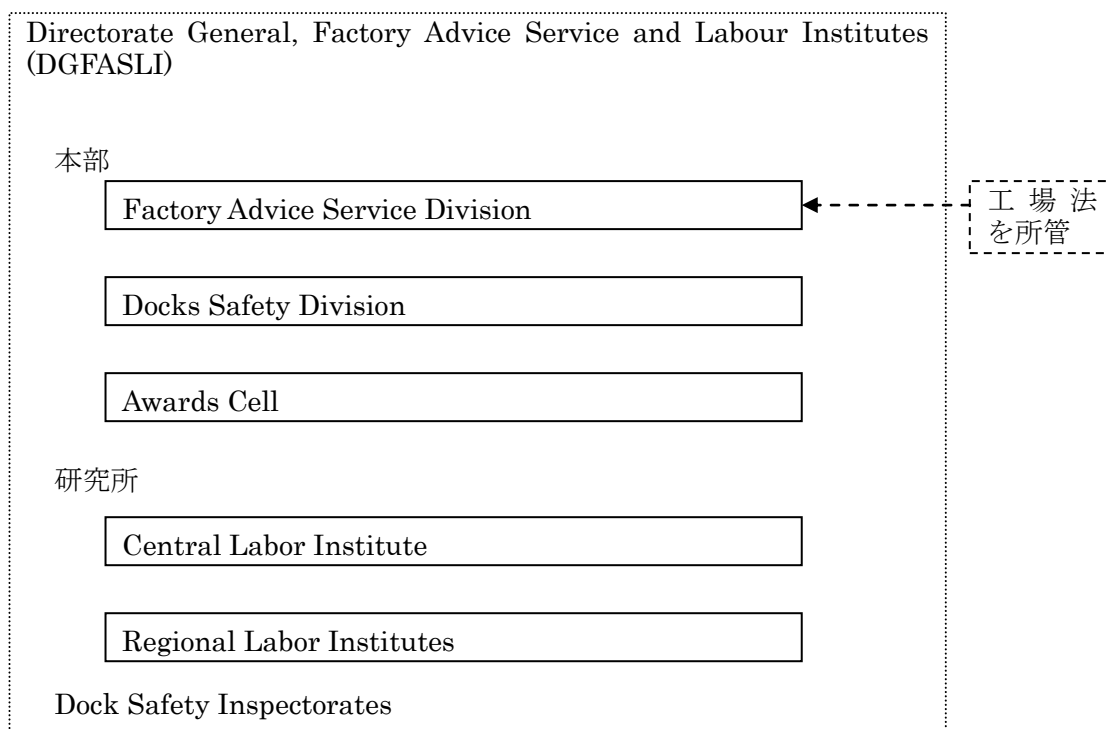 Directorate General, Factory Advice Service and Labour Institutes
(DGFASLI)
本部
Factory Advice Service Division
工場法
を所管
Docks Safety Division
Awards Cell
研究所
Central Labor Institute
Regional Labor Institutes
Dock Safety Inspectorates